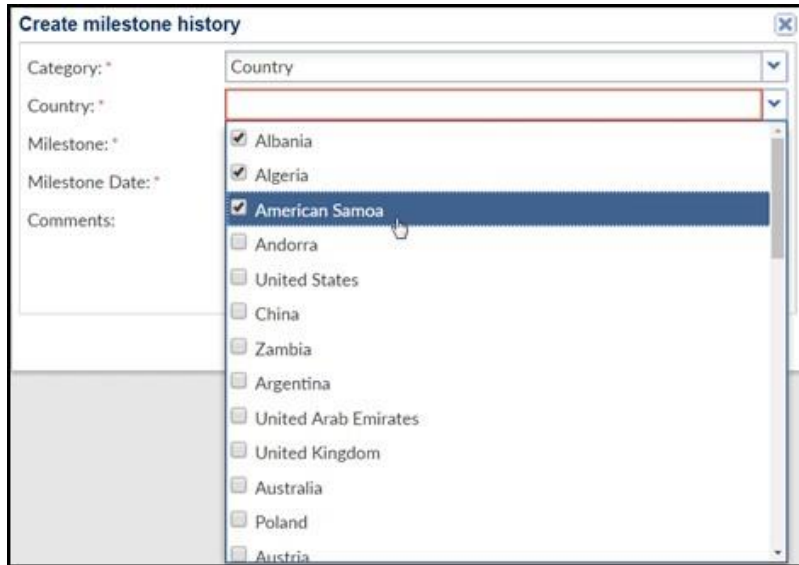 Create milestone history
Category: * Country
Country: *
Milestone: *
Milestone Date: *
Comments:
Albania
Algeria
American Samoa
Andorra
United States
China
Zambia
Argentina
United Arab Emirates
United Kingdom
Australia
Poland
Austria